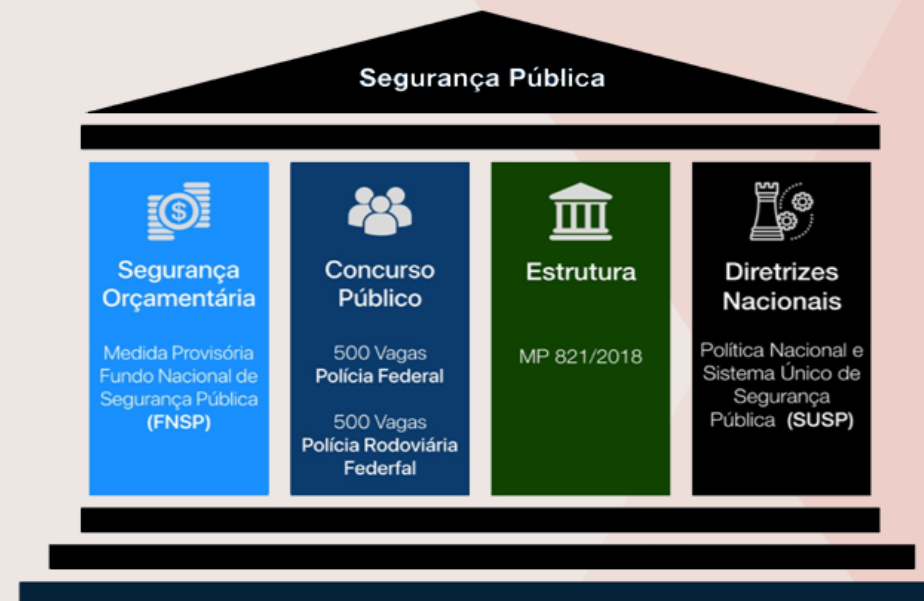 Segurança Pública
Segurança
Orçamentária
Medida Provisória
Fundo Nacional de
Segurança Pública
(FNSP)
Concurso
Público
500 Vagas
Polícia Federal
500 Vagas
Polícia Rodoviária
Federfal
Estrutura
MP 821/2018
Diretrizes
Nacionais
Política Nacional e
Sistema Único de
Segurança
Pública (SUSP)